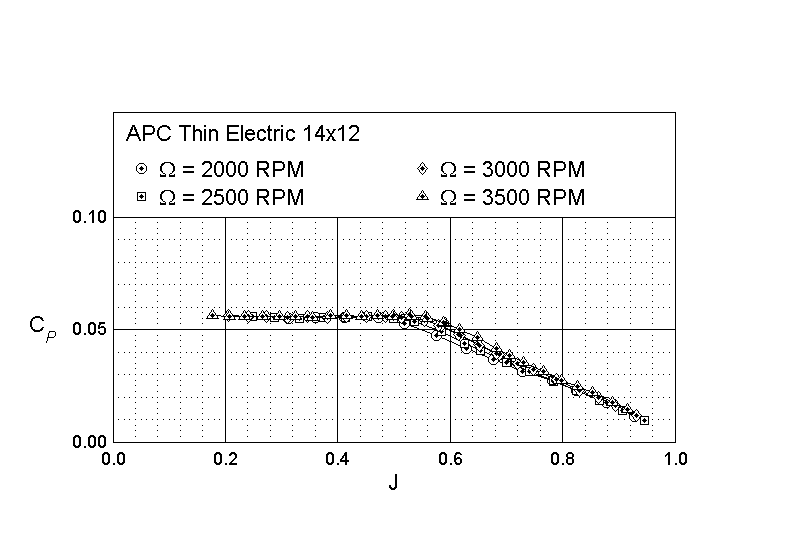 APC Thin Electric 14x12
Ω = 2000 RPM
Ω = 3000 RPM
Ω = 2500 RPM
Ω = 3500 RPM
0.10
0.05
0.00
CP
0.0 0.2 0.4 0.6 0.8 1.0
J